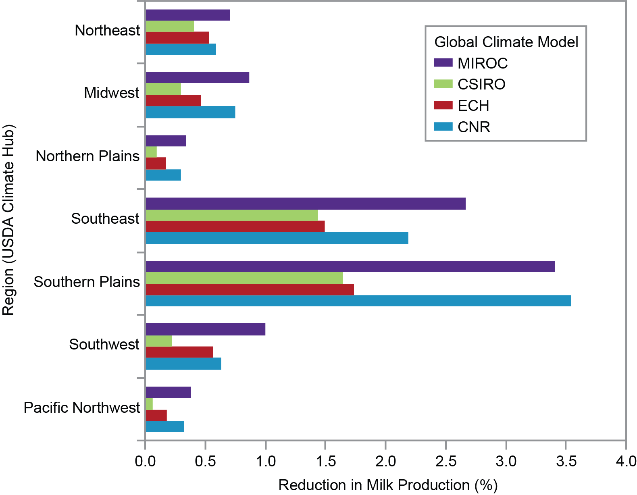 Northeast
Midwest
Northern Plains
Southeast
Southern Plains
Southwest
Pacific Northwest
Region (USDA Climate Hub)
Global Climate Model
MIROC
CSIRO
ECH
CNR
0.0 0.5 1.0 1.5 2.0 2.5 3.0 3.5 4.0
Reduction in Milk Production (%)